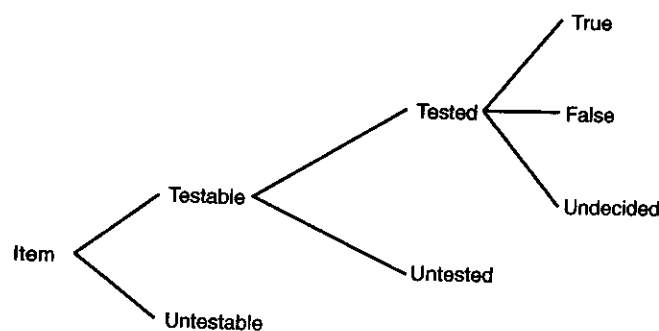 True
Tested
False
Testable
Undecided
Item
Untested
Untestable